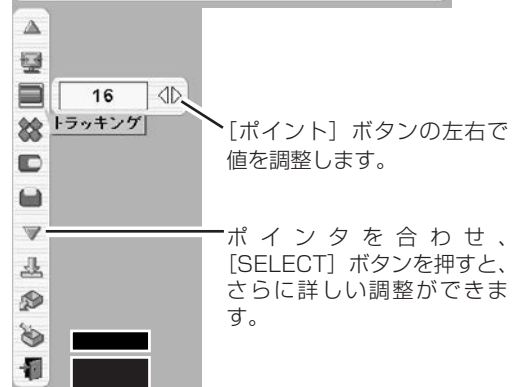 16
トラッキング
［ポイント］ボタンの左右で
値を調整します。
ポインタを合わせ、
［SELECT］ボタンを押すと、
さらに詳しい調整ができま
す。